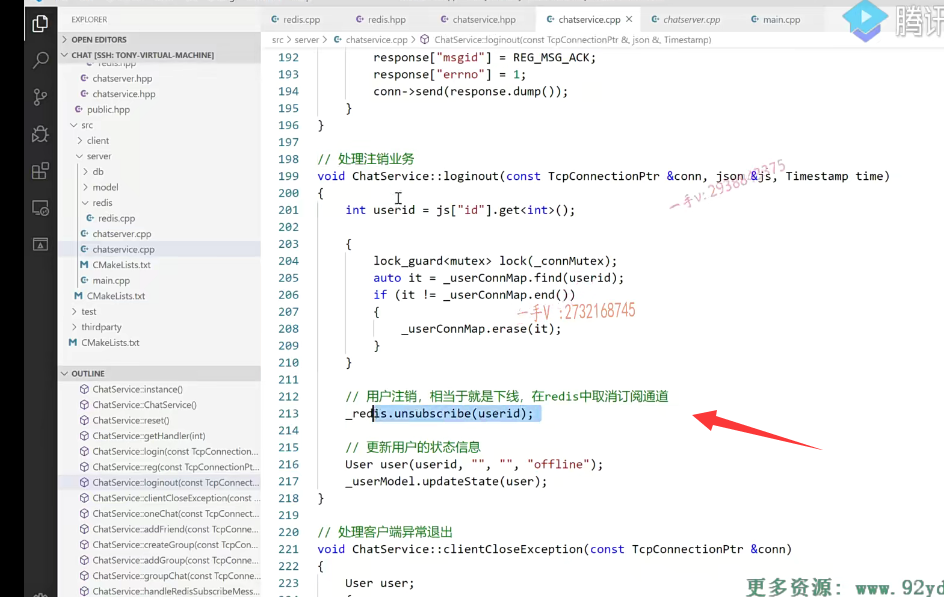 redis.cpp
redis.hpp
chatservice.hpp
chatservice.cpp
chatserver.cpp
main.cpp
腾讯
src > server > chatservice.cpp > ChatService::loginout(const TcpConnectionPtr &, json &, Timestamp)
EXPLORER
OPEN EDITORS
CHAT [SSH: TONY-VIRTUAL-MACHINE]
redis.hpp
chatserver.hpp
chatservice.hpp
public.hpp
src
client
server
db
model
redis
redis.cpp
chatserver.cpp
chatservice.cpp
CMakeLists.txt
main.cpp
CMakeLists.txt
test
thirdparty
CMakeLists.txt
OUTLINE
ChatService::instance()
ChatService::ChatService()
ChatService::reset()
ChatService::getHandler(int)
ChatService::login(const TcpConnection...
ChatService::reg(const TcpConnectionPt...
ChatService::loginout(const TcpConnect...
ChatService::clientCloseException(const ...
ChatService::oneChat(const TcpConnect...
ChatService::addFriend(const TcpConne...
ChatService::createGroup(const TcpCon...
ChatService::addGroup(const TcpConne...
ChatService::groupChat(const TcpConne...
ChatService::handleRedisSubscribeMess...
192 response["msgid"] = REG_MSG_ACK;
193 response["errno"] = 1;
194 conn->send(response.dump());
195 }
196 }
197
198 // 处理注销业务
199 void ChatService::loginout(const TcpConnectionPtr &conn, json &js, Timestamp time)
200 {
201 int userid = js["id"].get<int>();
202
203 {
204 lock_guard<mutex> lock(_connMutex);
205 auto it = _userConnMap.find(userid);
206 if (it != _userConnMap.end())
207 {
208 _userConnMap.erase(it);
209 }
210 }
211
212 // 用户注销，相当于就是下线，在redis中取消订阅通道
213 _redis.unsubscribe(userid);
214
215 // 更新用户的状态信息
216 User user(userid, "", "", "offline");
217 _userModel.updateState(user);
218 }
219
220 // 处理客户端异常退出
221 void ChatService::clientCloseException(const TcpConnectionPtr &conn)
222 {
223 User user;
一手V :2732168745
更多资源: www.92yd